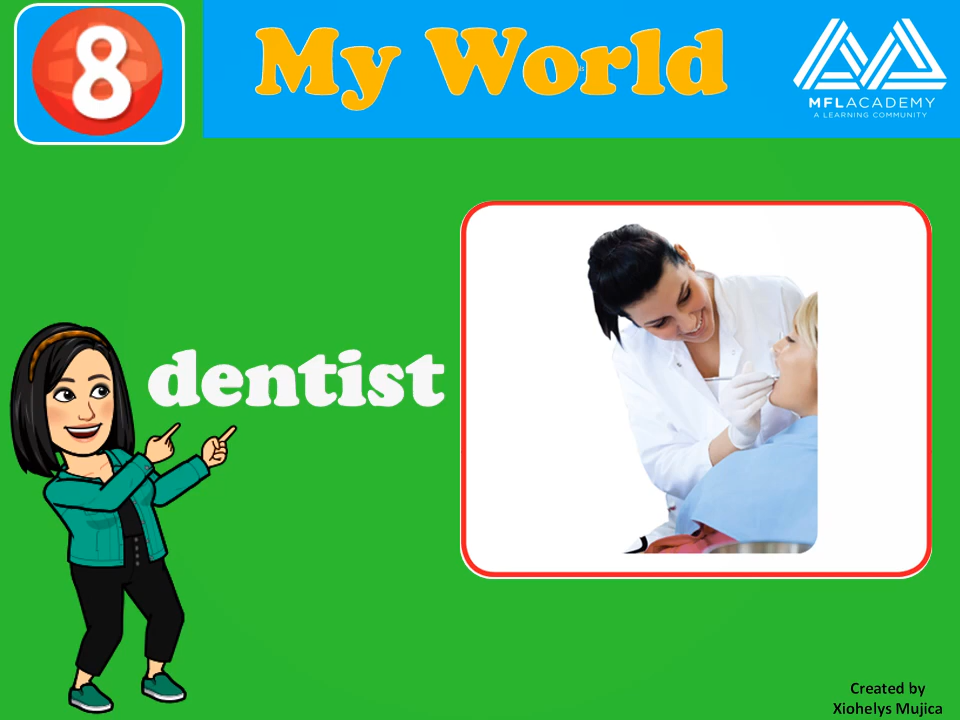 8
My World
MFLACADEMY
A LEARNING COMMUNITY
dentist
Created by
Xiohelys Mujica